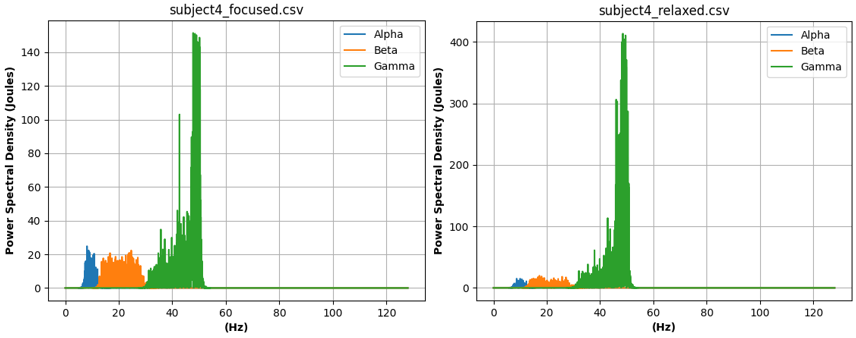 subject4_focused.csv
Power Spectral Density (Joules)
140
120
100
80
60
40
20
0
Alpha
Beta
Gamma
0 20 40 60 80 100 120
(Hz)
subject4_relaxed.csv
Power Spectral Density (Joules)
400
300
200
100
0
Alpha
Beta
Gamma
0 20 40 60 80 100 120
(Hz)